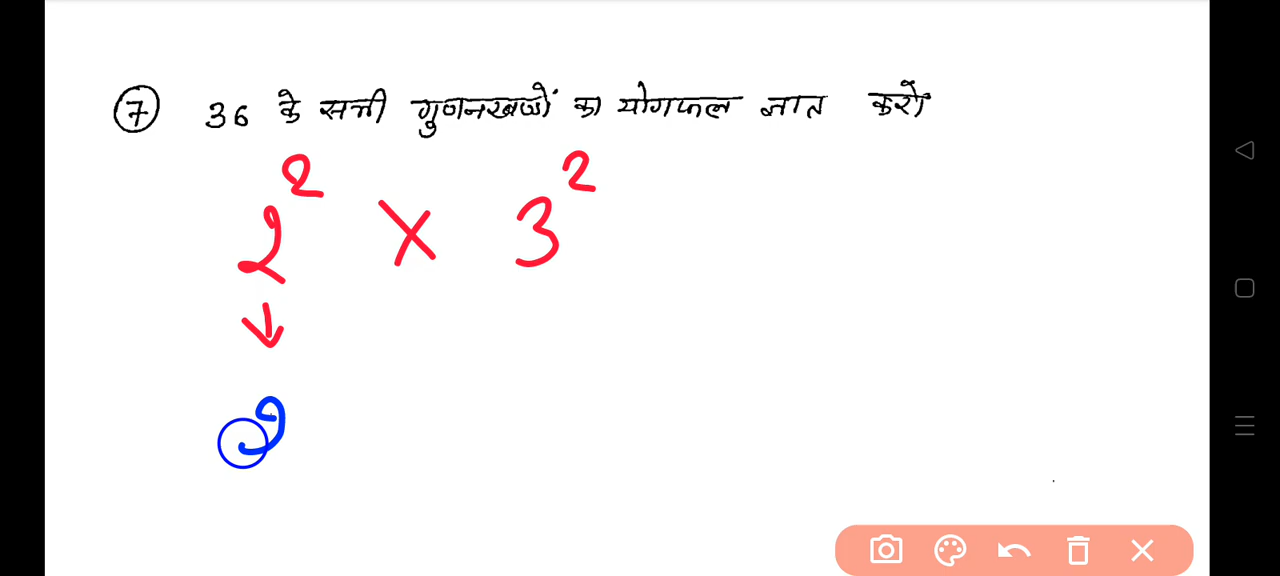 (7) 36 के सभी गुणनखण्डों का योगफल ज्ञात करो
2² × 3²
↓